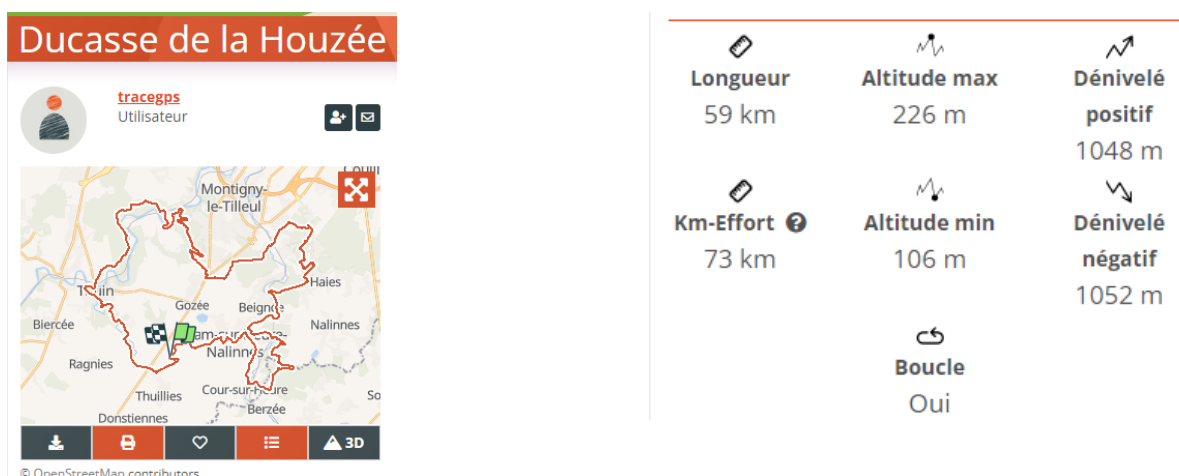 Ducasse de la Houzée
tracegps
Utilisateur
Montigny-
le-Tilleul
Haies
Gozée
Biercée
Nalinnes
Nalinnes
Ragnies
Thuillies
Cour-sur-Heure
So
Berzée
Donstiennes
3D
© OpenStreetMap contributors
Longueur
59 km
Altitude max
226 m
Dénivelé
positif
1048 m
Km-Effort ?
73 km
Altitude min
106 m
Dénivelé
négatif
1052 m
Boucle
Oui